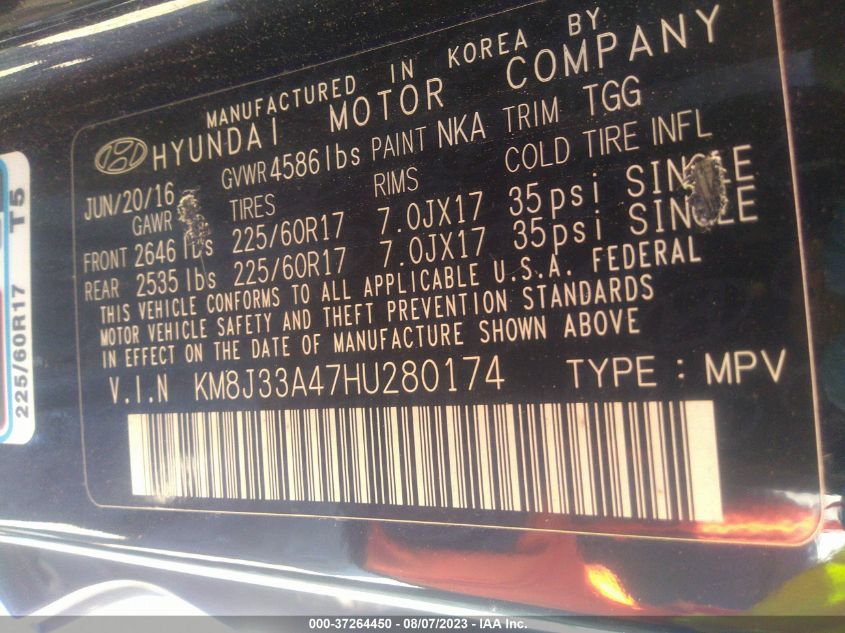 MANUFACTURED IN KOREA BY
HYUNDAI MOTOR COMPANY
JUN/20/16 GVWR 4586 lbs PAINT NKA TRIM TGG
GAWR TIRES RIMS COLD TIRE INFL
FRONT 2646 lbs 225/60R17 7.0JX17 35psi SINGLE
REAR 2535 lbs 225/60R17 7.0JX17 35psi SINGLE
THIS VEHICLE CONFORMS TO ALL APPLICABLE U.S.A. FEDERAL
MOTOR VEHICLE SAFETY AND THEFT PREVENTION STANDARDS
IN EFFECT ON THE DATE OF MANUFACTURE SHOWN ABOVE
V.I.N KM8J33A47HU280174 TYPE : MPV
225/60R17 T5
000-37264450 - 08/07/2023 - IAA Inc.